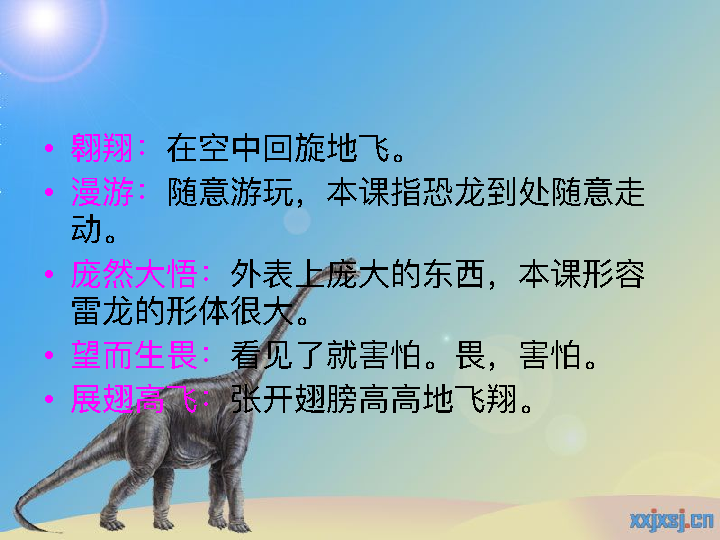 • 翱翔：在空中回旋地飞。
• 漫游：随意游玩，本课指恐龙到处随意走
动。
• 庞然大悟：外表上庞大的东西，本课形容
雷龙的形体很大。
• 望而生畏：看见了就害怕。畏，害怕。
• 展翅高飞：张开翅膀高高地飞翔。
xxjxsj.cn